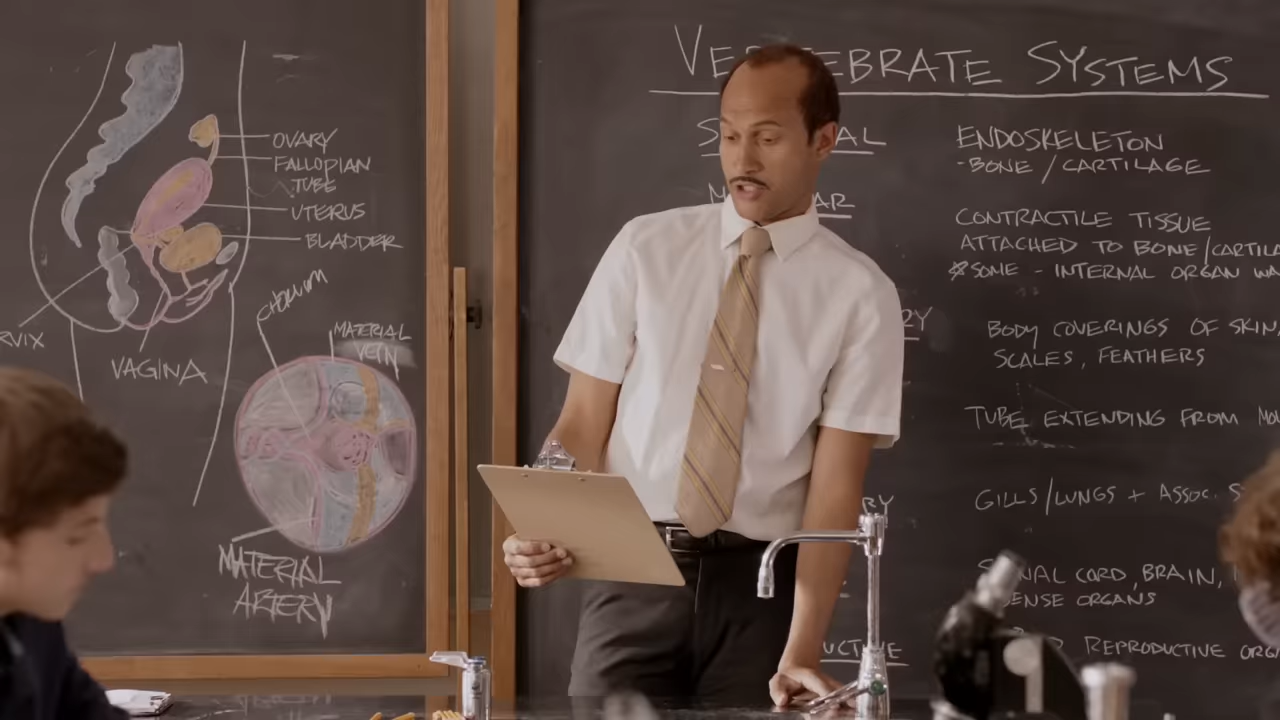 OVARY
FALLOPIAN
TUBE
UTERUS
BLADDER
RVIX
VAGINA
CHORIUM
MATERIAL
VEIN
MATERIAL
ARTERY
VE EBRATE SYSTEMS
S AL
M AR
RY
RY
UCTIVE
ENDOSKELETON
-BONE / CARTILAGE
CONTRACTILE TISSUE
ATTACHED TO BONE/CARTILA
*SOME - INTERNAL ORGAN WA
BODY COVERINGS OF SKIN,
SCALES, FEATHERS
TUBE EXTENDING FROM MOU
GILLS/LUNGS + ASSOC. S
NAL CORD, BRAIN,
ENSE ORGANS
REPRODUCTIVE ORGA